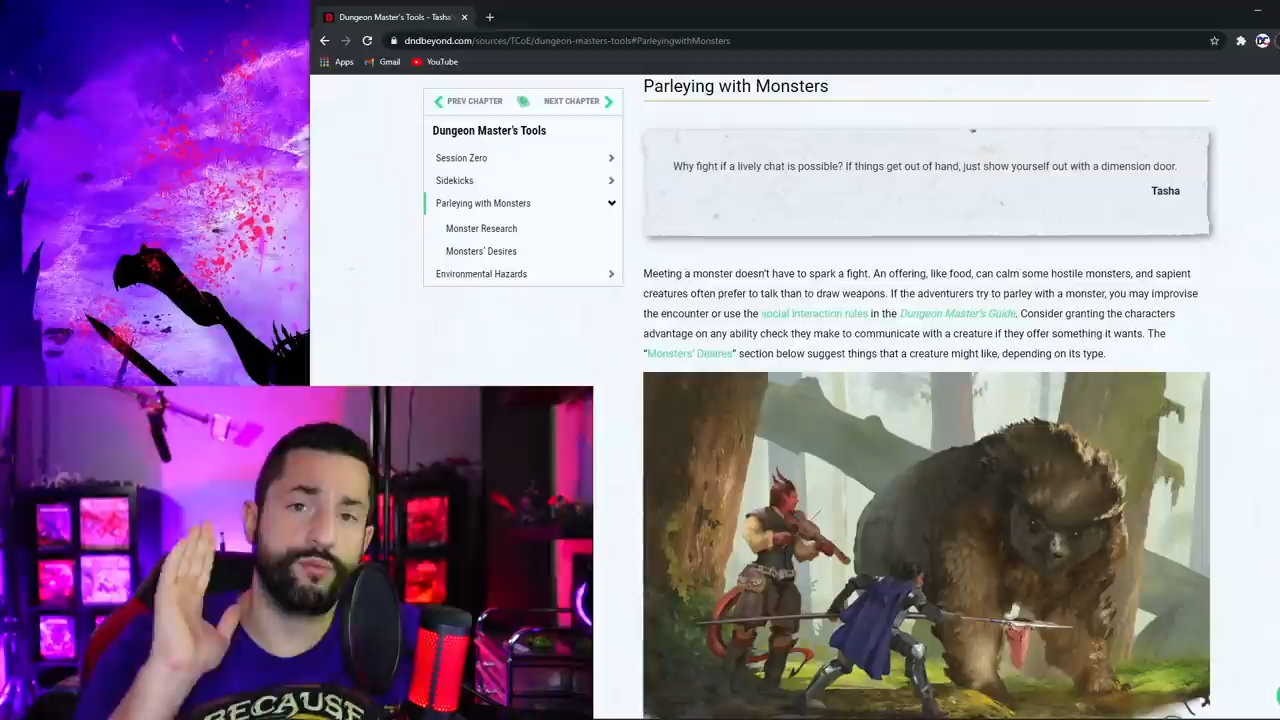 Dungeon Master's Tools - Tasha'
dndbeyond.com/sources/TCoE/dungeon-masters-tools#ParleyingwithMonsters
Apps Gmail YouTube
PREV CHAPTER NEXT CHAPTER
Dungeon Master's Tools
Session Zero
Sidekicks
Parleying with Monsters
Monster Research
Monsters' Desires
Environmental Hazards
Parleying with Monsters
Why fight if a lively chat is possible? If things get out of hand, just show yourself out with a dimension door.
Tasha
Meeting a monster doesn't have to spark a fight. An offering, like food, can calm some hostile monsters, and sapient
creatures often prefer to talk than to draw weapons. If the adventurers try to parley with a monster, you may improvise
the encounter or use the social interaction rules in the Dungeon Master's Guide. Consider granting the characters
advantage on any ability check they make to communicate with a creature if they offer something it wants. The
"Monsters' Desires" section below suggest things that a creature might like, depending on its type.
BECAUSE